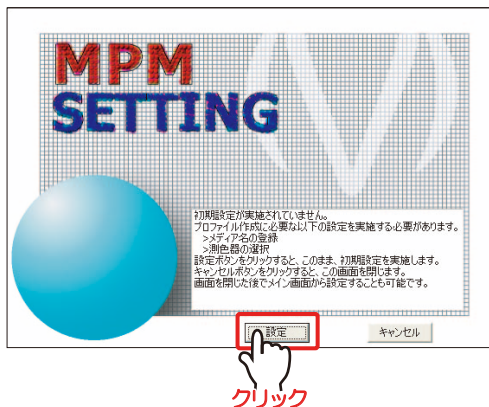 MPM
SETTING
初期設定が実施されていません。
プロファイル作成に必要な以下の設定を実施する必要があります。
>メディア名の登録
>測色器の選択
設定ボタンをクリックすると、このまま、初期設定を実施します。
キャンセルボタンをクリックすると、この画面を閉じます。
画面を閉じた後でメイン画面から設定することも可能です。
設定
キャンセル
クリック